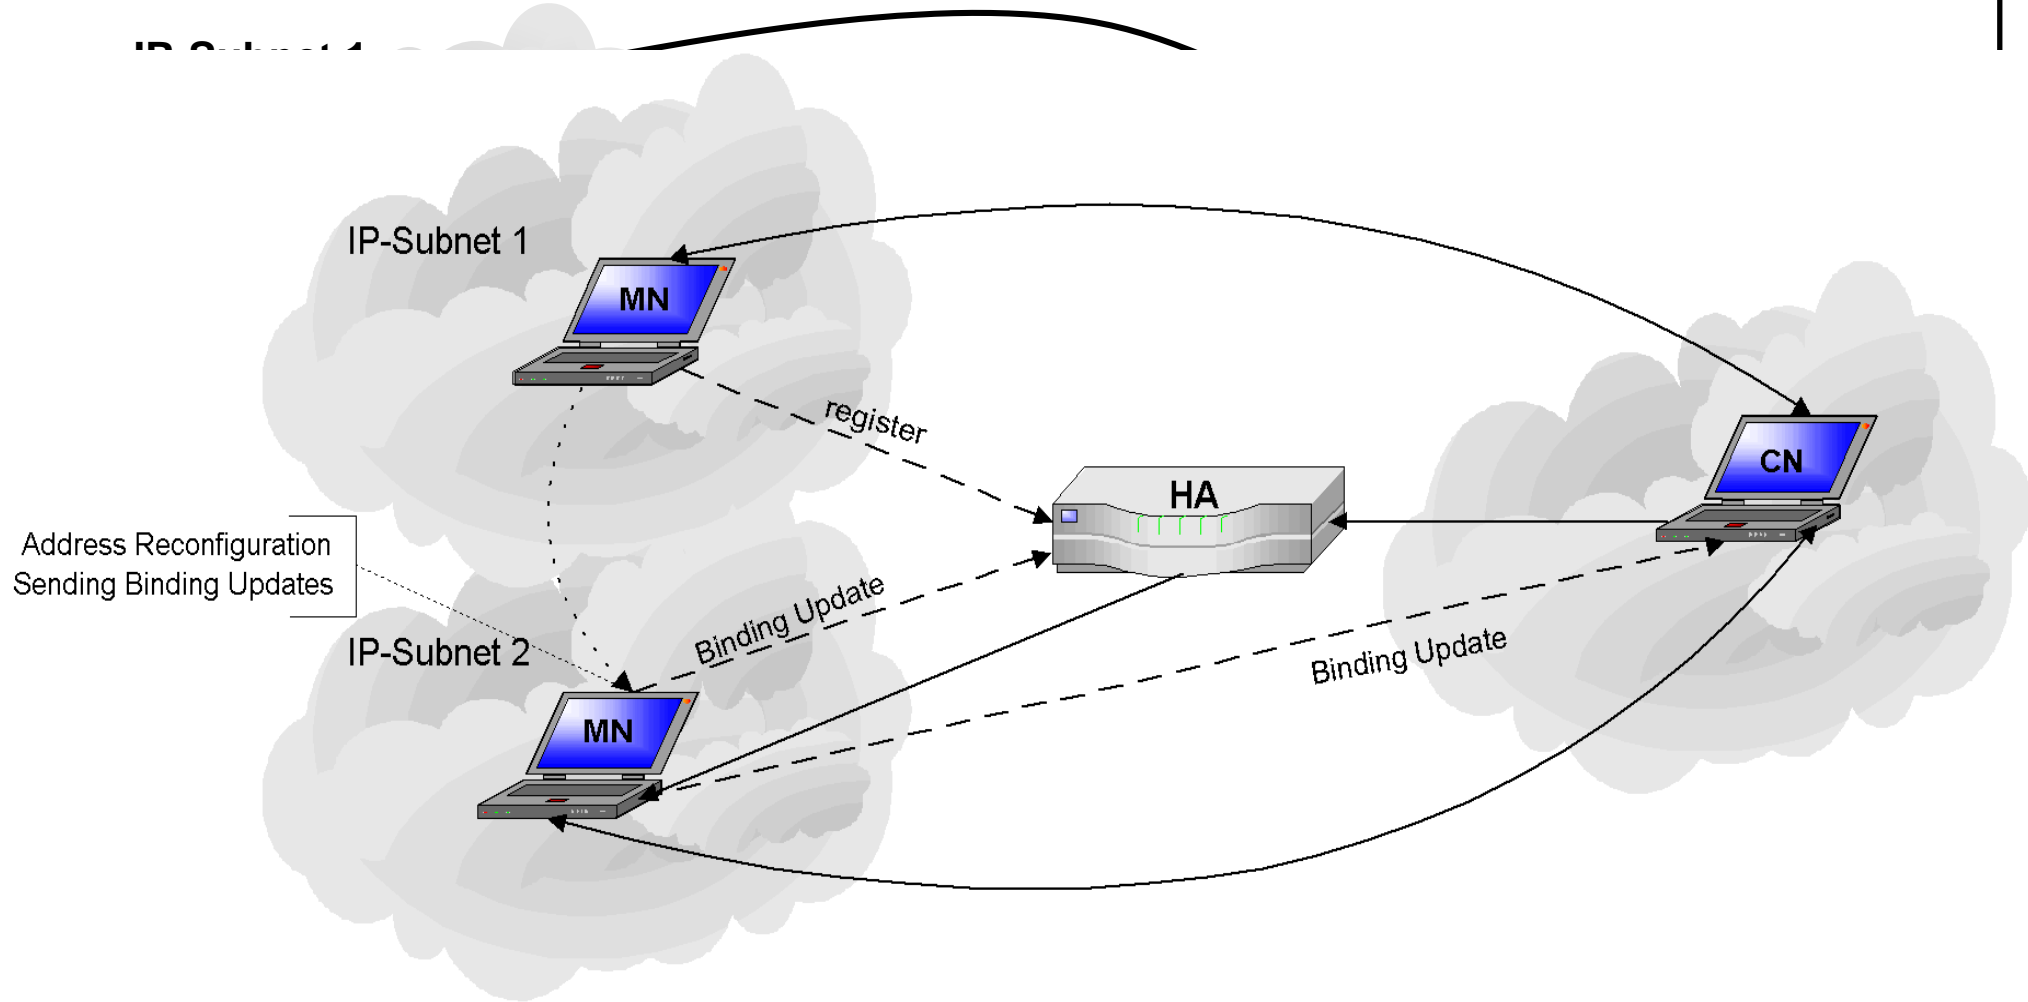 IP-Subnet 1
MN
register
CN
HA
Address Reconfiguration
Sending Binding Updates
Binding Update
IP-Subnet 2
Binding Update
MN